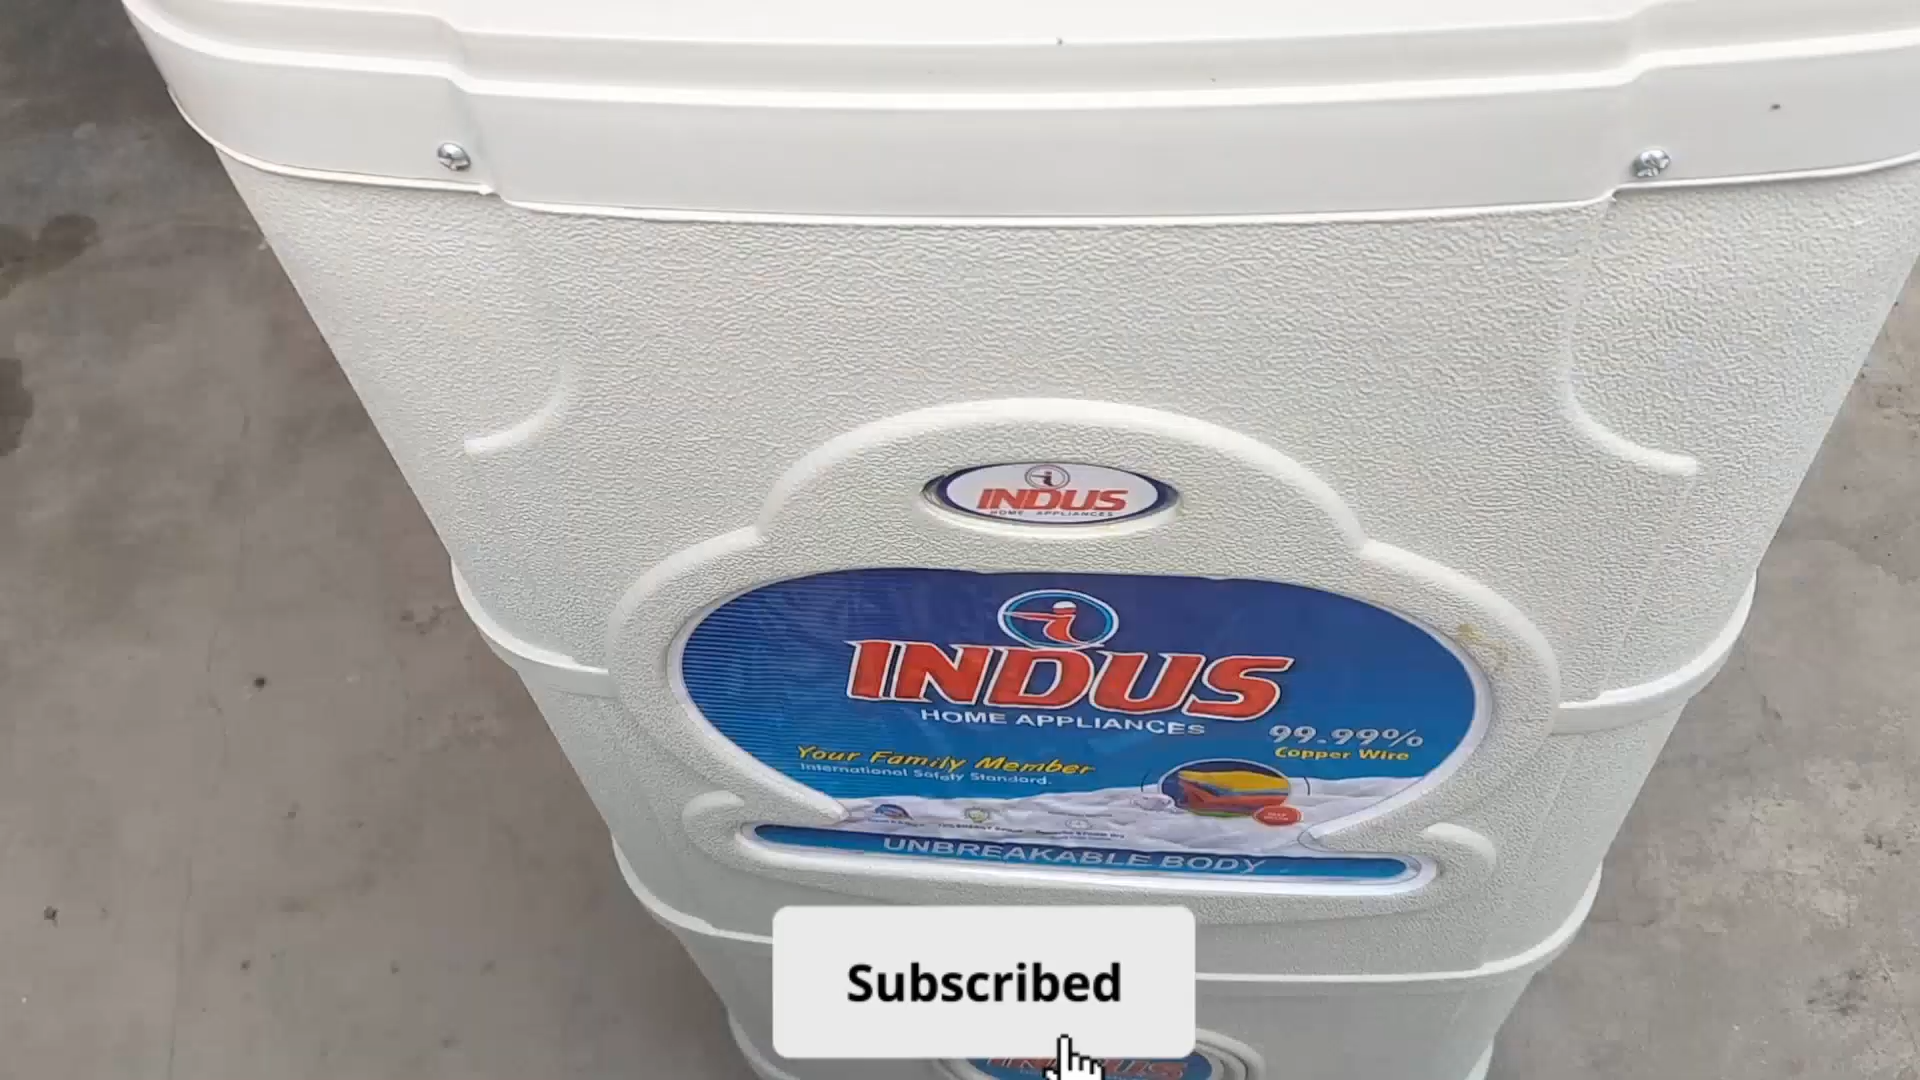 INDUS
HOME APPLIANCES
INDUS
HOME APPLIANCES
99.99%
Copper Wire
Your Family Member
International Safety Standard.
UNBREAKABLE BODY
Subscribed
INDUS